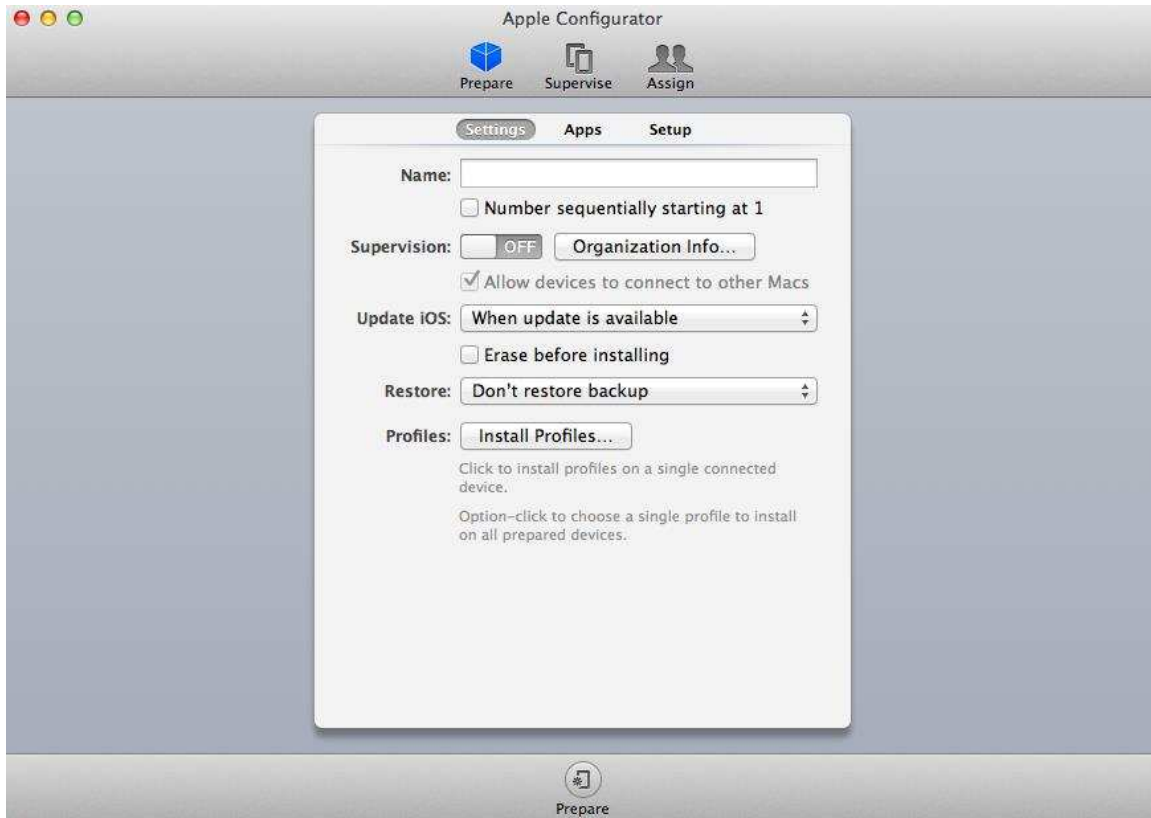 Apple Configurator
Prepare Supervise Assign
Settings Apps Setup
Name:
Number sequentially starting at 1
Supervision: OFF Organization Info...
Allow devices to connect to other Macs
Update iOS: When update is available
Erase before installing
Restore: Don't restore backup
Profiles: Install Profiles...
Click to install profiles on a single connected
device.
Option-click to choose a single profile to install
on all prepared devices.
Prepare